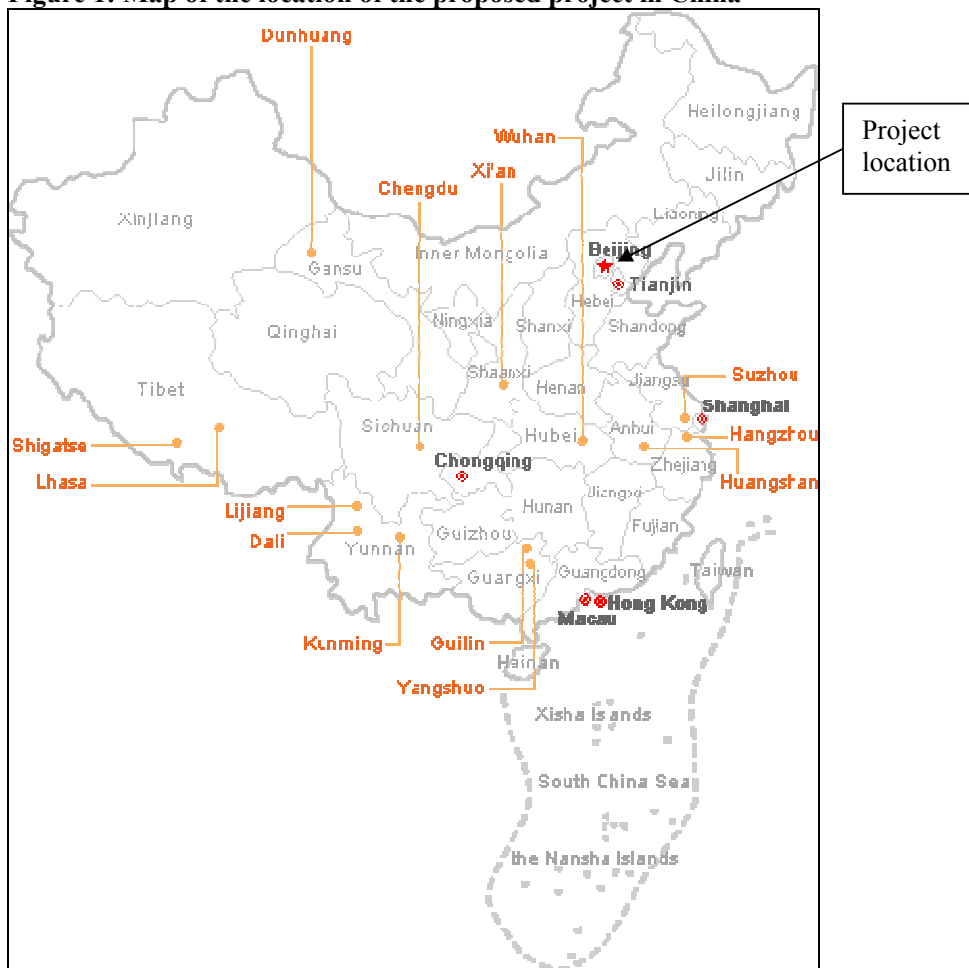 Figure 1: Map of the location of the proposed project in China
Dunhuang
Heilongjiang
Project
location
Wuhan
Xi'an
Jilin
Chengdu
Liaoning
Xinjiang
Inner Mongolia
Beijing
Gansu
Tianjin
Hebei
Ningxia
Shanxi
Shandong
Qinghai
Shaanxi
Henan
Jiangsu
Suzhou
Tibet
Shanghai
Sichuan
Anhui
Hubei
Hangzhou
Shigatse
Chongqing
Zhejiang
Lhasa
Huangshan
Jiangxi
Lijiang
Hunan
Fujian
Dali
Guizhou
Yunnan
Guangxi
Guangdong
Taiwan
Hong Kong
Macau
Kunming
Guilin
Hainan
Yangshuo
Xisha Islands
South China Sea
the Nansha Islands